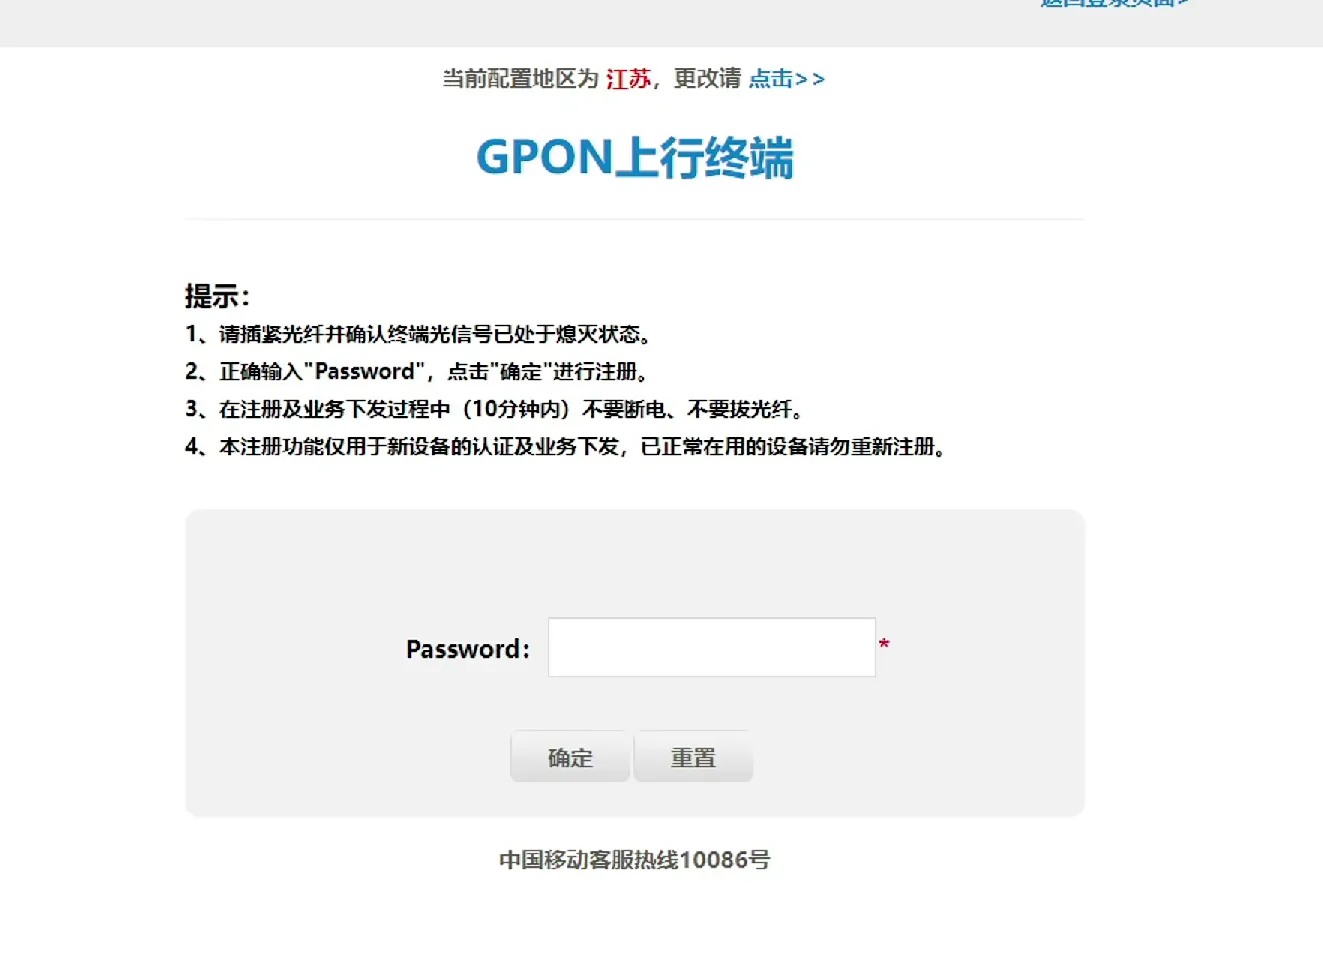 返回登录页面>
当前配置地区为 江苏，更改请 点击>>
GPON上行终端
提示：
1、请插紧光纤并确认终端光信号已处于熄灭状态。
2、正确输入"Password"，点击"确定"进行注册。
3、在注册及业务下发过程中（10分钟内）不要断电、不要拔光纤。
4、本注册功能仅用于新设备的认证及业务下发，已正常在用的设备请勿重新注册。
Password： *
确定 重置
中国移动客服热线10086号